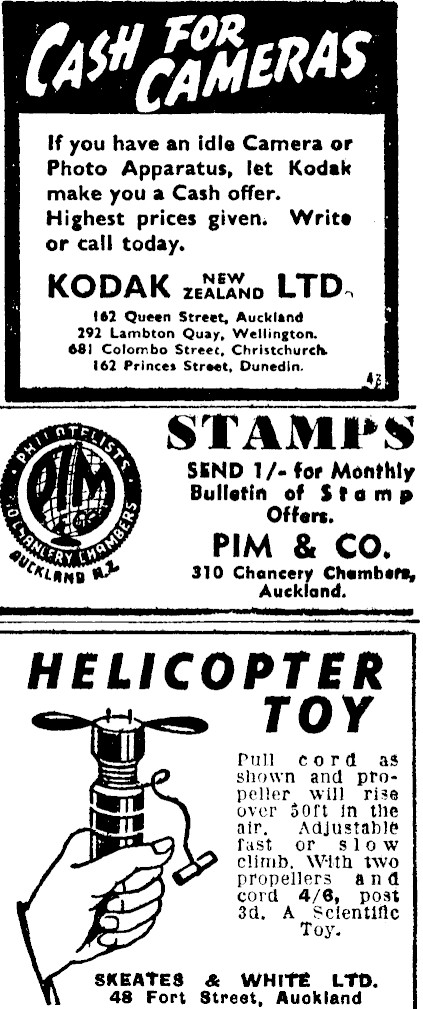 CASH FOR
CAMERAS
If you have an idle Camera or
Photo Apparatus, let Kodak
make you a Cash offer.
Highest prices given. Write
or call today.
KODAK NEW ZEALAND LTD.
162 Queen Street, Auckland
292 Lambton Quay, Wellington.
681 Colombo Street, Christchurch.
162 Princes Street, Dunedin.
PHILATELISTS
PIM
& CO.
310 CHANCERY CHAMBERS
AUCKLAND N.Z.
STAMPS
SEND 1/- for Monthly
Bulletin of Stamp
Offers.
PIM & CO.
310 Chancery Chambers,
Auckland.
HELICOPTER
TOY
Pull cord as
shown and pro-
peller will rise
over 50ft in the
air. Adjustable
fast or slow
climb. With two
propellers and
cord 4/6, post
3d. A Scientific
Toy.
SKEATES & WHITE LTD.
48 Fort Street, Auckland